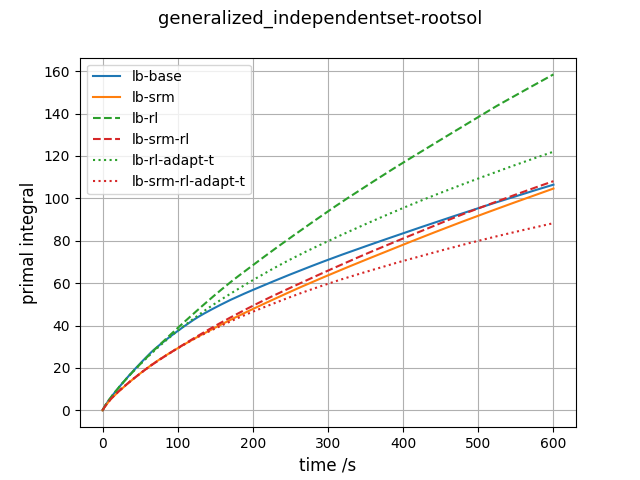 generalized_independentset-rootsol
lb-base
lb-srm
lb-rl
lb-srm-rl
lb-rl-adapt-t
lb-srm-rl-adapt-t
primal integral
160
140
120
100
80
60
40
20
0
0 100 200 300 400 500 600
time /s